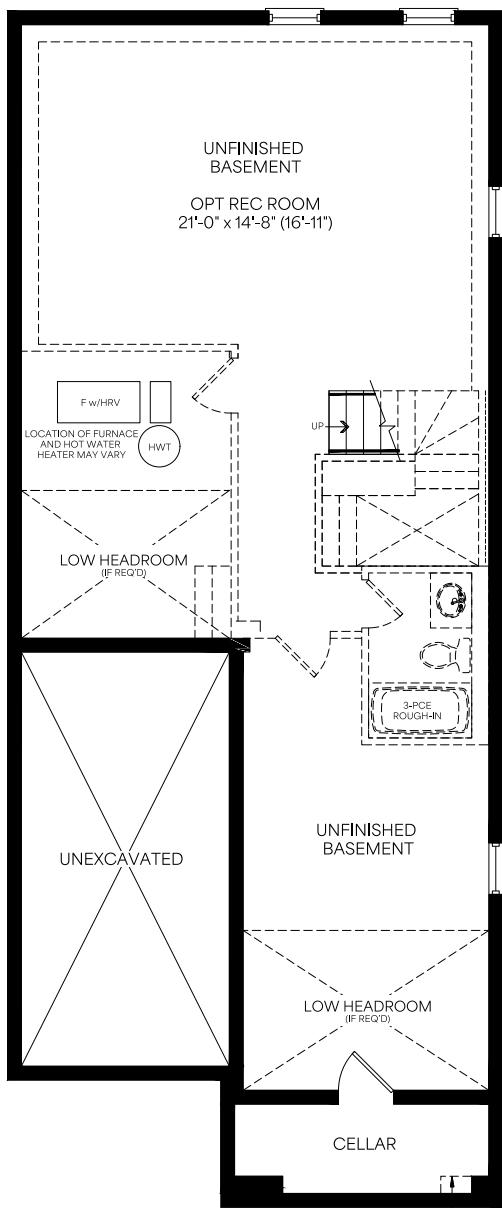 UNFINISHED
BASEMENT
OPT REC ROOM
21'-0" x 14'-8" (16'-11")
F w/HRV
LOCATION OF FURNACE
AND HOT WATER
HEATER MAY VARY
HWT
UP
LOW HEADROOM
(IF REQ'D)
3-PCE
ROUGH-IN
UNEXCAVATED
UNFINISHED
BASEMENT
LOW HEADROOM
(IF REQ'D)
CELLAR